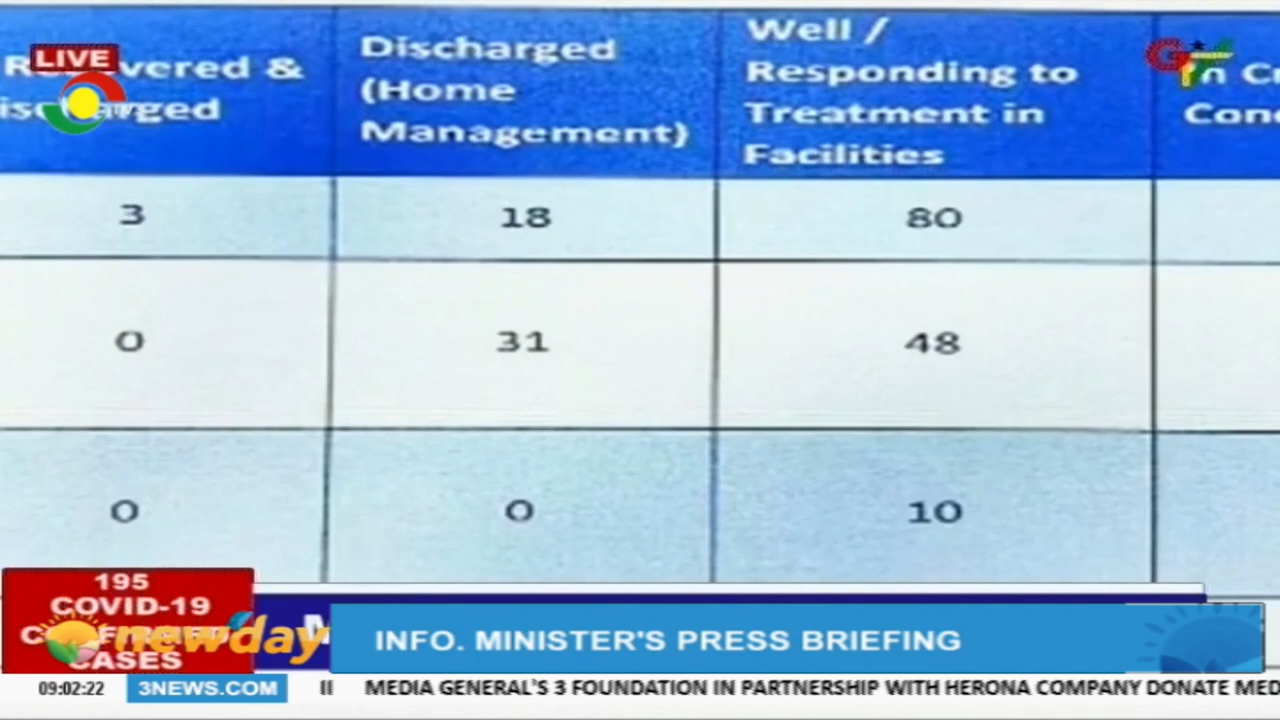 LIVE
vered &
Discharged
(Home
Management)
Well /
Responding to
Treatment in
Facilities
3
18
80
0
31
48
0
0
10
195
COVID-19
CASES
newday
INFO. MINISTER'S PRESS BRIEFING
09:02:22
3NEWS.COM
MEDIA GENERAL'S 3 FOUNDATION IN PARTNERSHIP WITH HERONA COMPANY DONATE MED